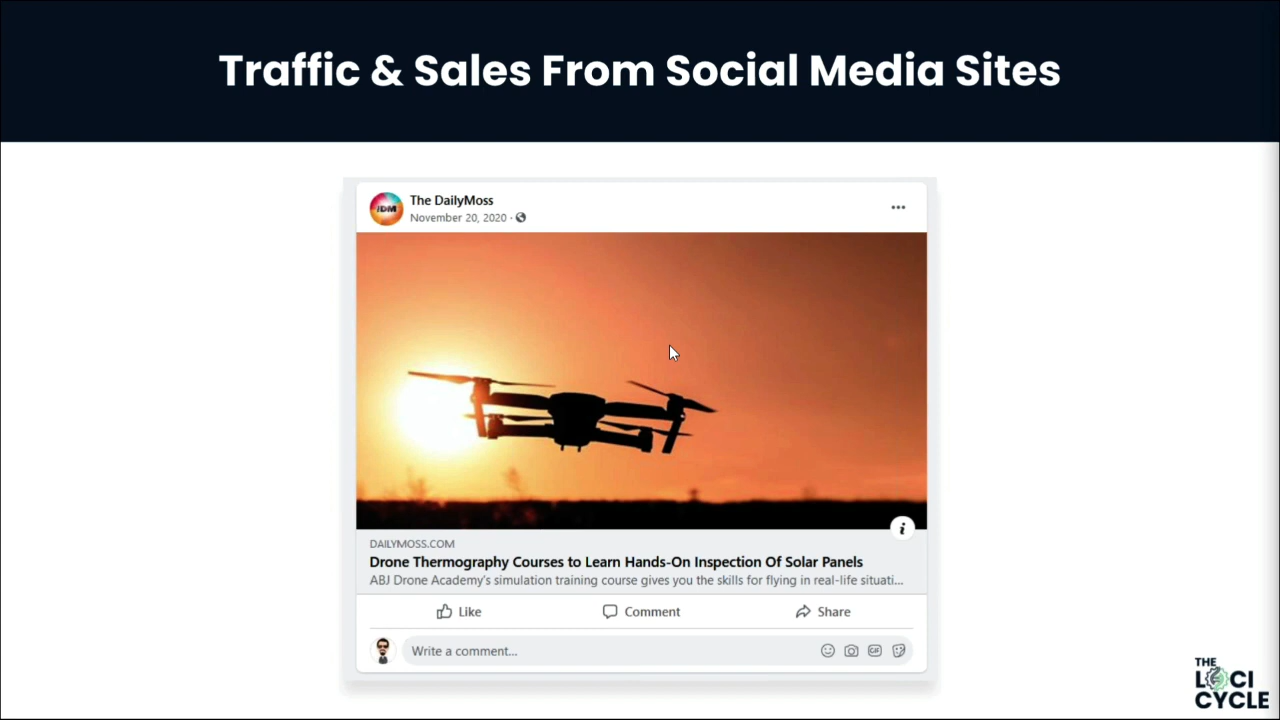 Traffic & Sales From Social Media Sites
JDM
The DailyMoss
November 20, 2020 ·
DAILYMOSS.COM
Drone Thermography Courses to Learn Hands-On Inspection Of Solar Panels
ABJ Drone Academy's simulation training course gives you the skills for flying in real-life situati...
Like
Comment
Share
Write a comment...
GIF
THE
LOCI
CYCLE